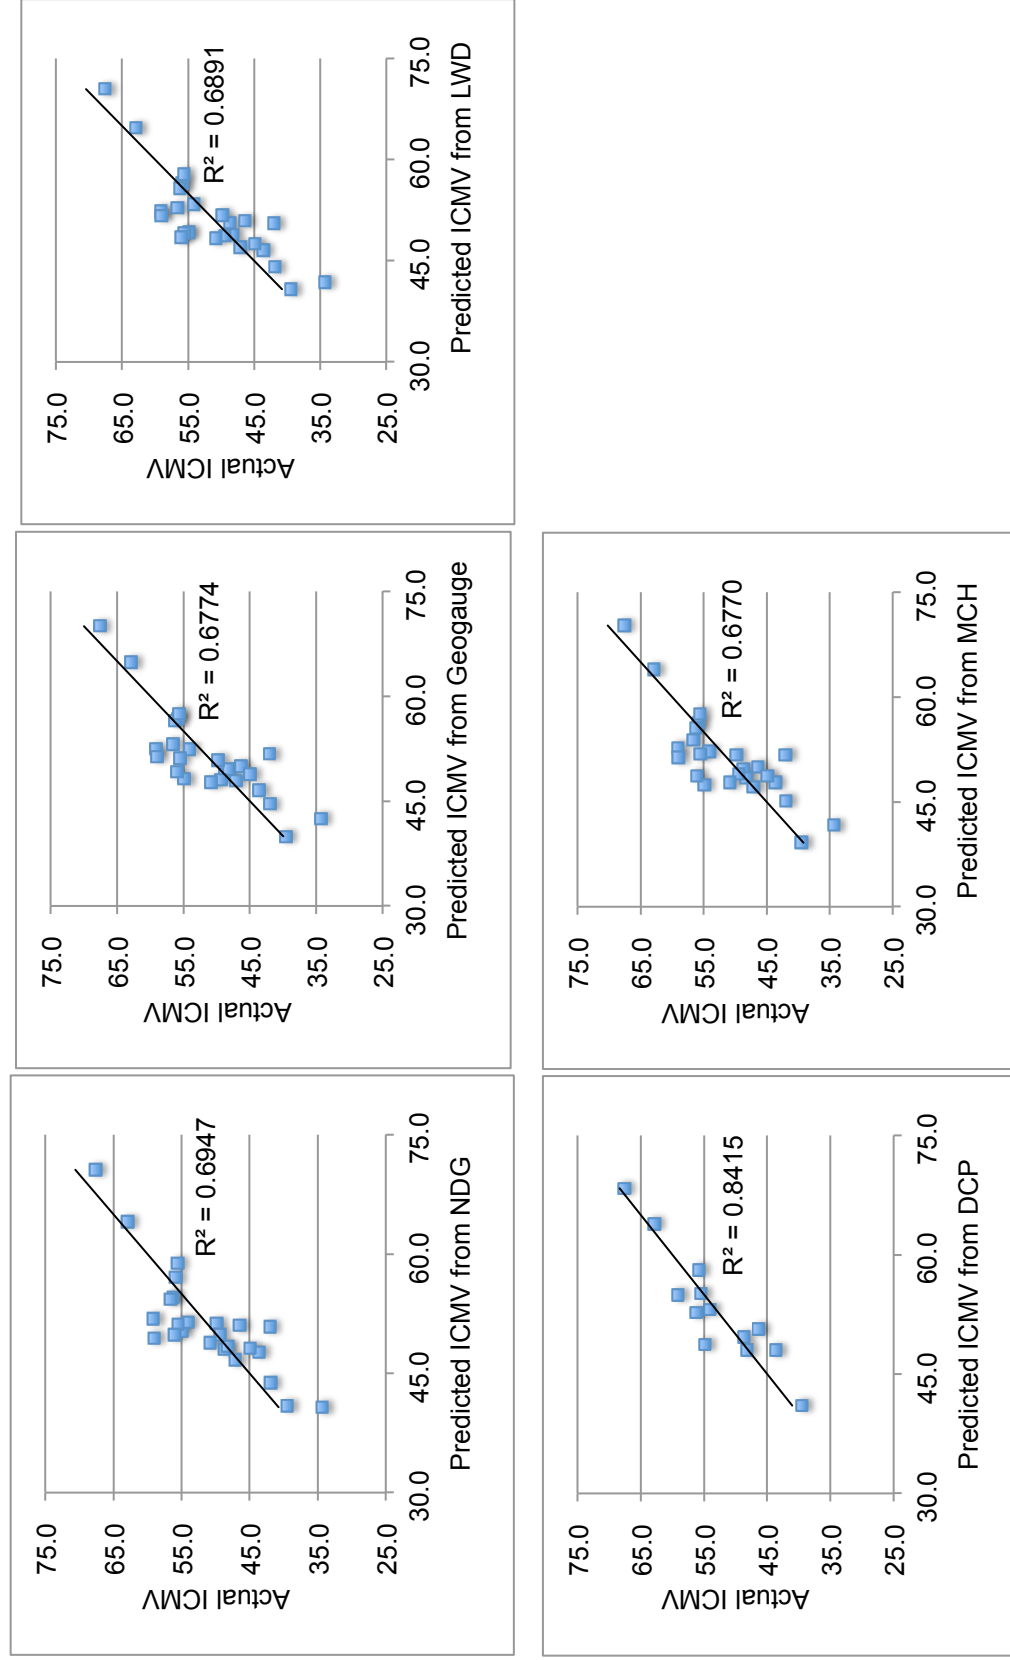 75.0
65.0
55.0
45.0
35.0
25.0
Actual ICMV
R² = 0.6947
30.0 45.0 60.0 75.0
Predicted ICMV from NDG
75.0
65.0
55.0
45.0
35.0
25.0
Actual ICMV
R² = 0.6774
30.0 45.0 60.0 75.0
Predicted ICMV from Geogauge
75.0
65.0
55.0
45.0
35.0
25.0
Actual ICMV
R² = 0.6891
30.0 45.0 60.0 75.0
Predicted ICMV from LWD
75.0
65.0
55.0
45.0
35.0
25.0
Actual ICMV
R² = 0.8415
30.0 45.0 60.0 75.0
Predicted ICMV from DCP
75.0
65.0
55.0
45.0
35.0
25.0
Actual ICMV
R² = 0.6770
30.0 45.0 60.0 75.0
Predicted ICMV from MCH